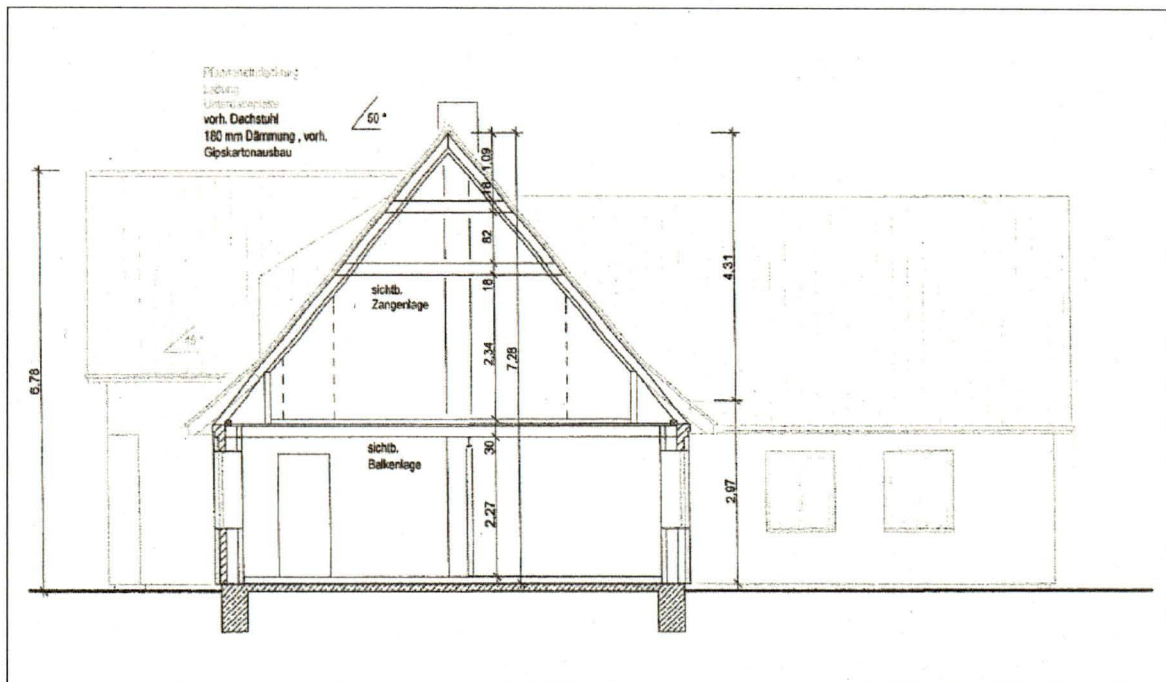 vorh. Dachstuhl
180 mm Dämmung , vorh.
Gipskartonausbau
50 °
1,09
18
82
18
sichtb.
Zangenlage
2,34
7,28
4,31
6,78
sichtb.
Balkenlage
30
2,27
2,97